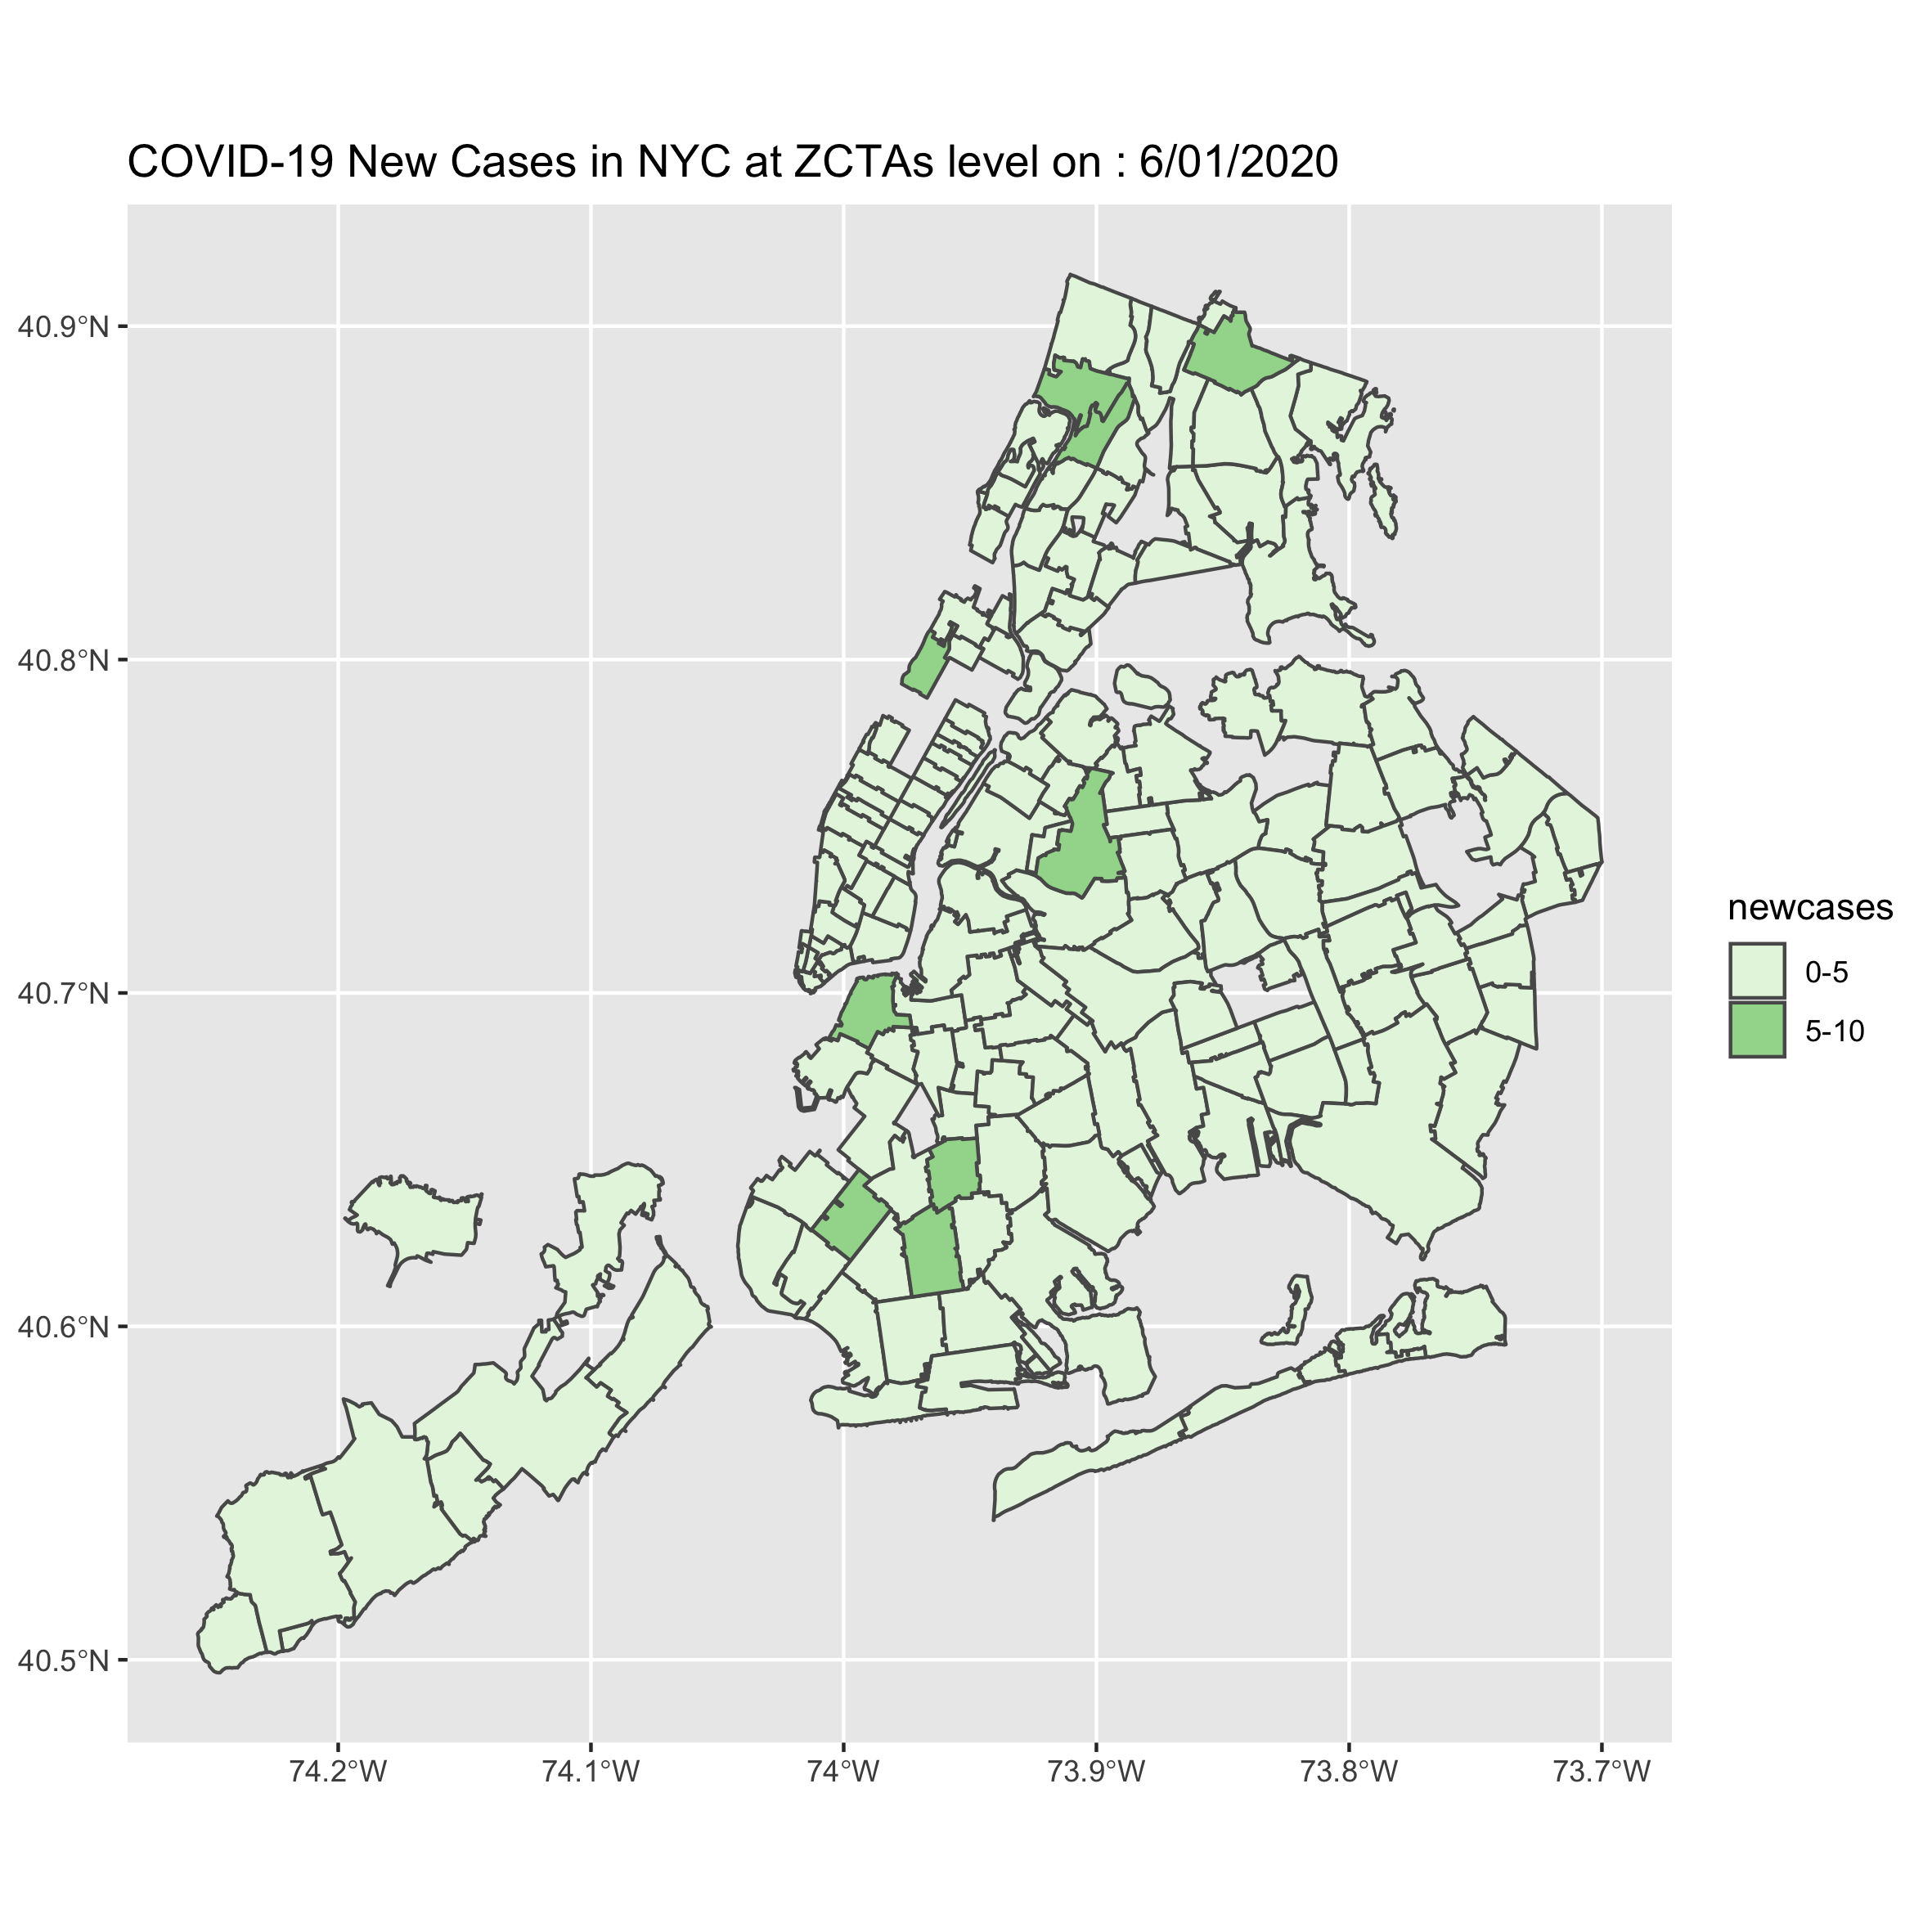 COVID-19 New Cases in NYC at ZCTAs level on : 6/01/2020
40.9°N
40.8°N
40.7°N
40.6°N
40.5°N
74.2°W
74.1°W
74°W
73.9°W
73.8°W
73.7°W
newcases
0-5
5-10